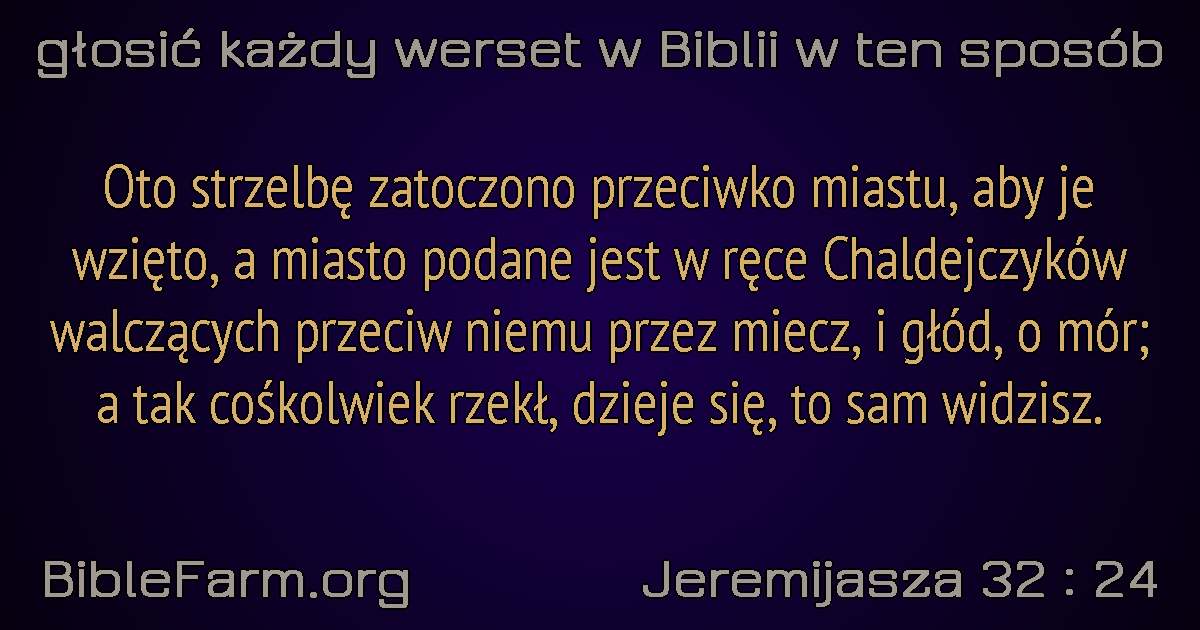 głosić każdy werset w Biblii w ten sposób
Oto strzelbę zatoczono przeciwko miastu, aby je
wzięto, a miasto podane jest w ręce Chaldejczyków
walczących przeciw niemu przez miecz, i głód, o mór;
a tak cośkolwiek rzekł, dzieje się, to sam widzisz.
BibleFarm.org
Jeremijasza 32 : 24